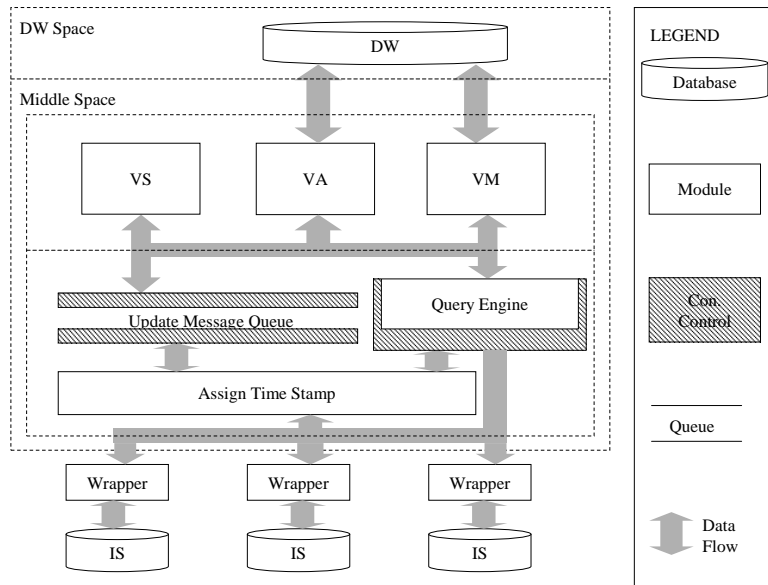 DW Space
DW
Middle Space
VS
VA
VM
Query Engine
Update Message Queue
Assign Time Stamp
Wrapper
Wrapper
Wrapper
IS
IS
IS
LEGEND
Database
Module
Con.
Control
Queue
Data
Flow